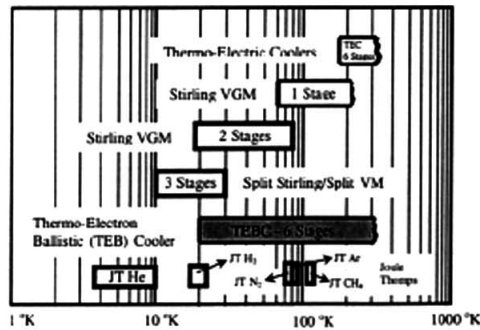 Thermo-Electric Coolers
TEC
6 Stages
Stirling VGM
1 Stage
Stirling VGM
2 Stages
3 Stages
Split Stirling/Split VM
Thermo-Electron
Ballistic (TEB) Cooler
TEBC - 6 Stages
JT He
JT H₂
JT N₂
JT Ar
JT CH₄
Joule
Thomps
1 °K
10 °K
100 °K
1000 °K